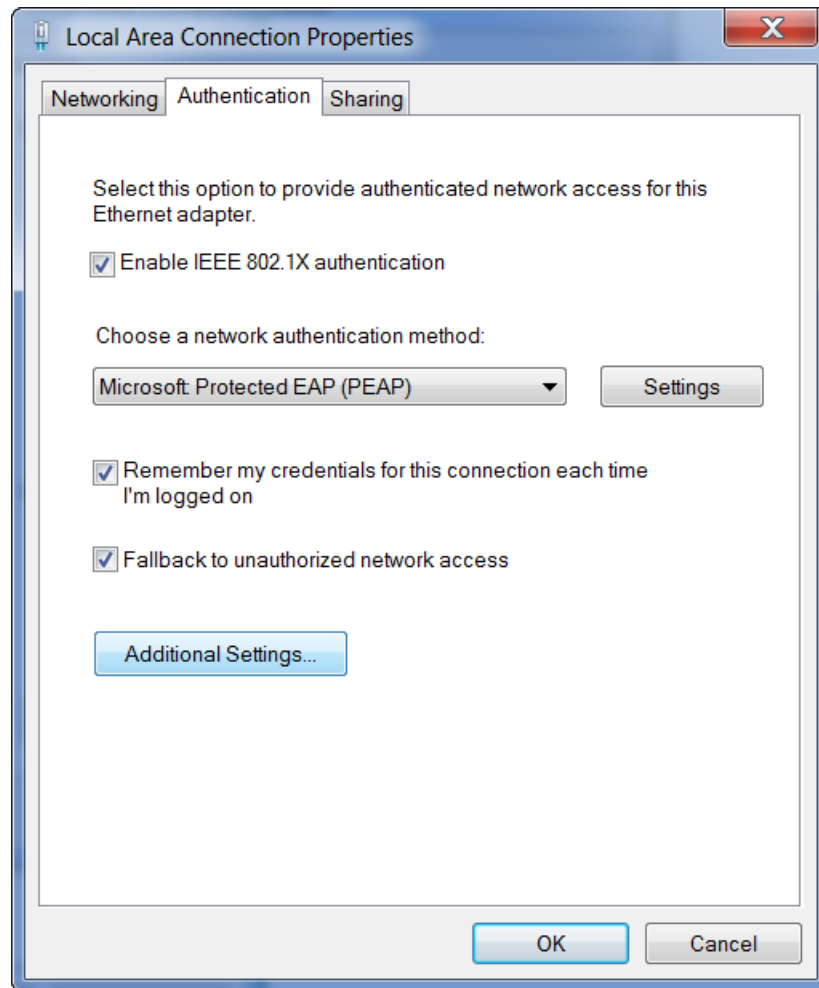 Local Area Connection Properties
Networking
Authentication
Sharing
Select this option to provide authenticated network access for this
Ethernet adapter.
Enable IEEE 802.1X authentication
Choose a network authentication method:
Microsoft: Protected EAP (PEAP)
Settings
Remember my credentials for this connection each time
I'm logged on
Fallback to unauthorized network access
Additional Settings...
OK
Cancel